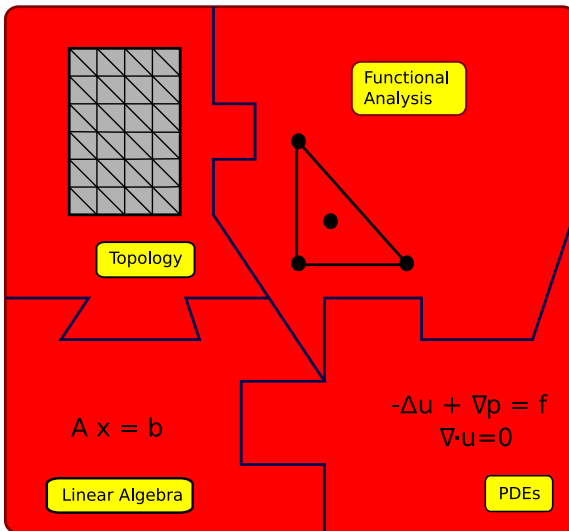 Functional
Analysis
Topology
A x = b
Linear Algebra
-Δu + ∇p = f
∇·u=0
PDEs